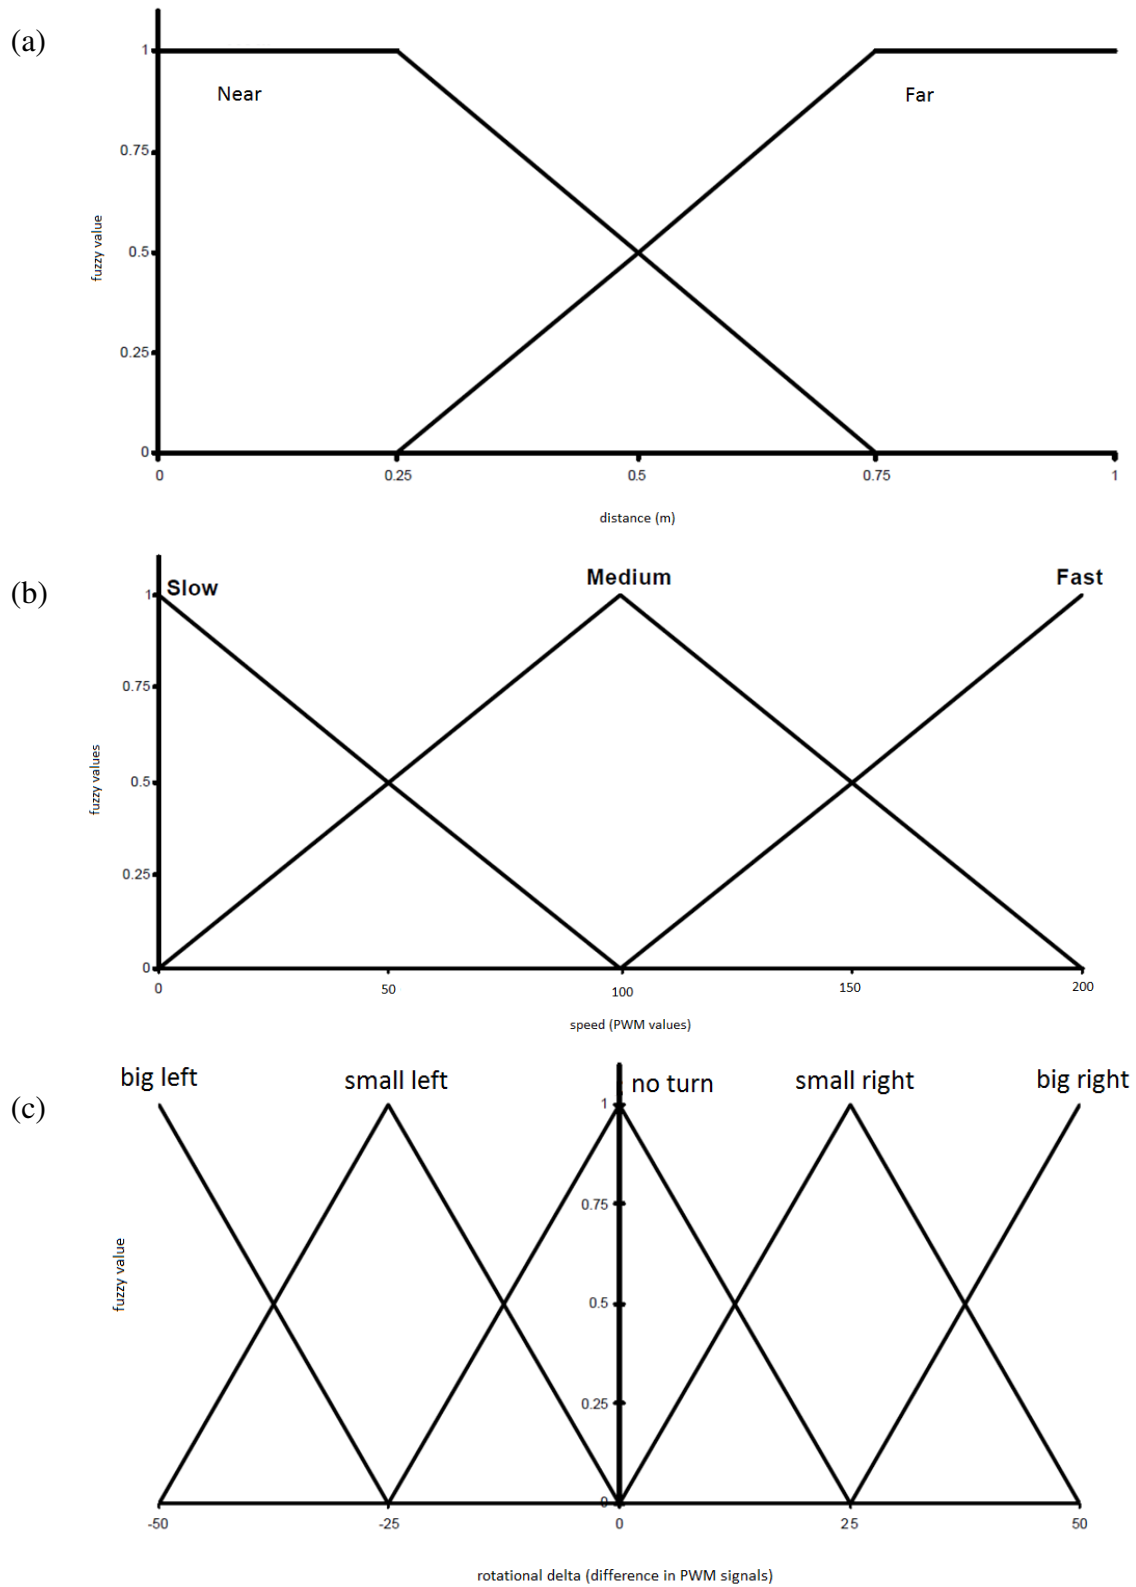 (a)
1
Near
Far
0.75
fuzzy value
0.5
0.25
0
0 0.25 0.5 0.75 1
distance (m)
(b)
Slow Medium Fast
1
0.75
fuzzy values
0.5
0.25
0
0 50 100 150 200
speed (PWM values)
(c)
big left small left no turn small right big right
1
0.75
fuzzy value
0.5
0.25
0
-50 -25 0 25 50
rotational delta (difference in PWM signals)